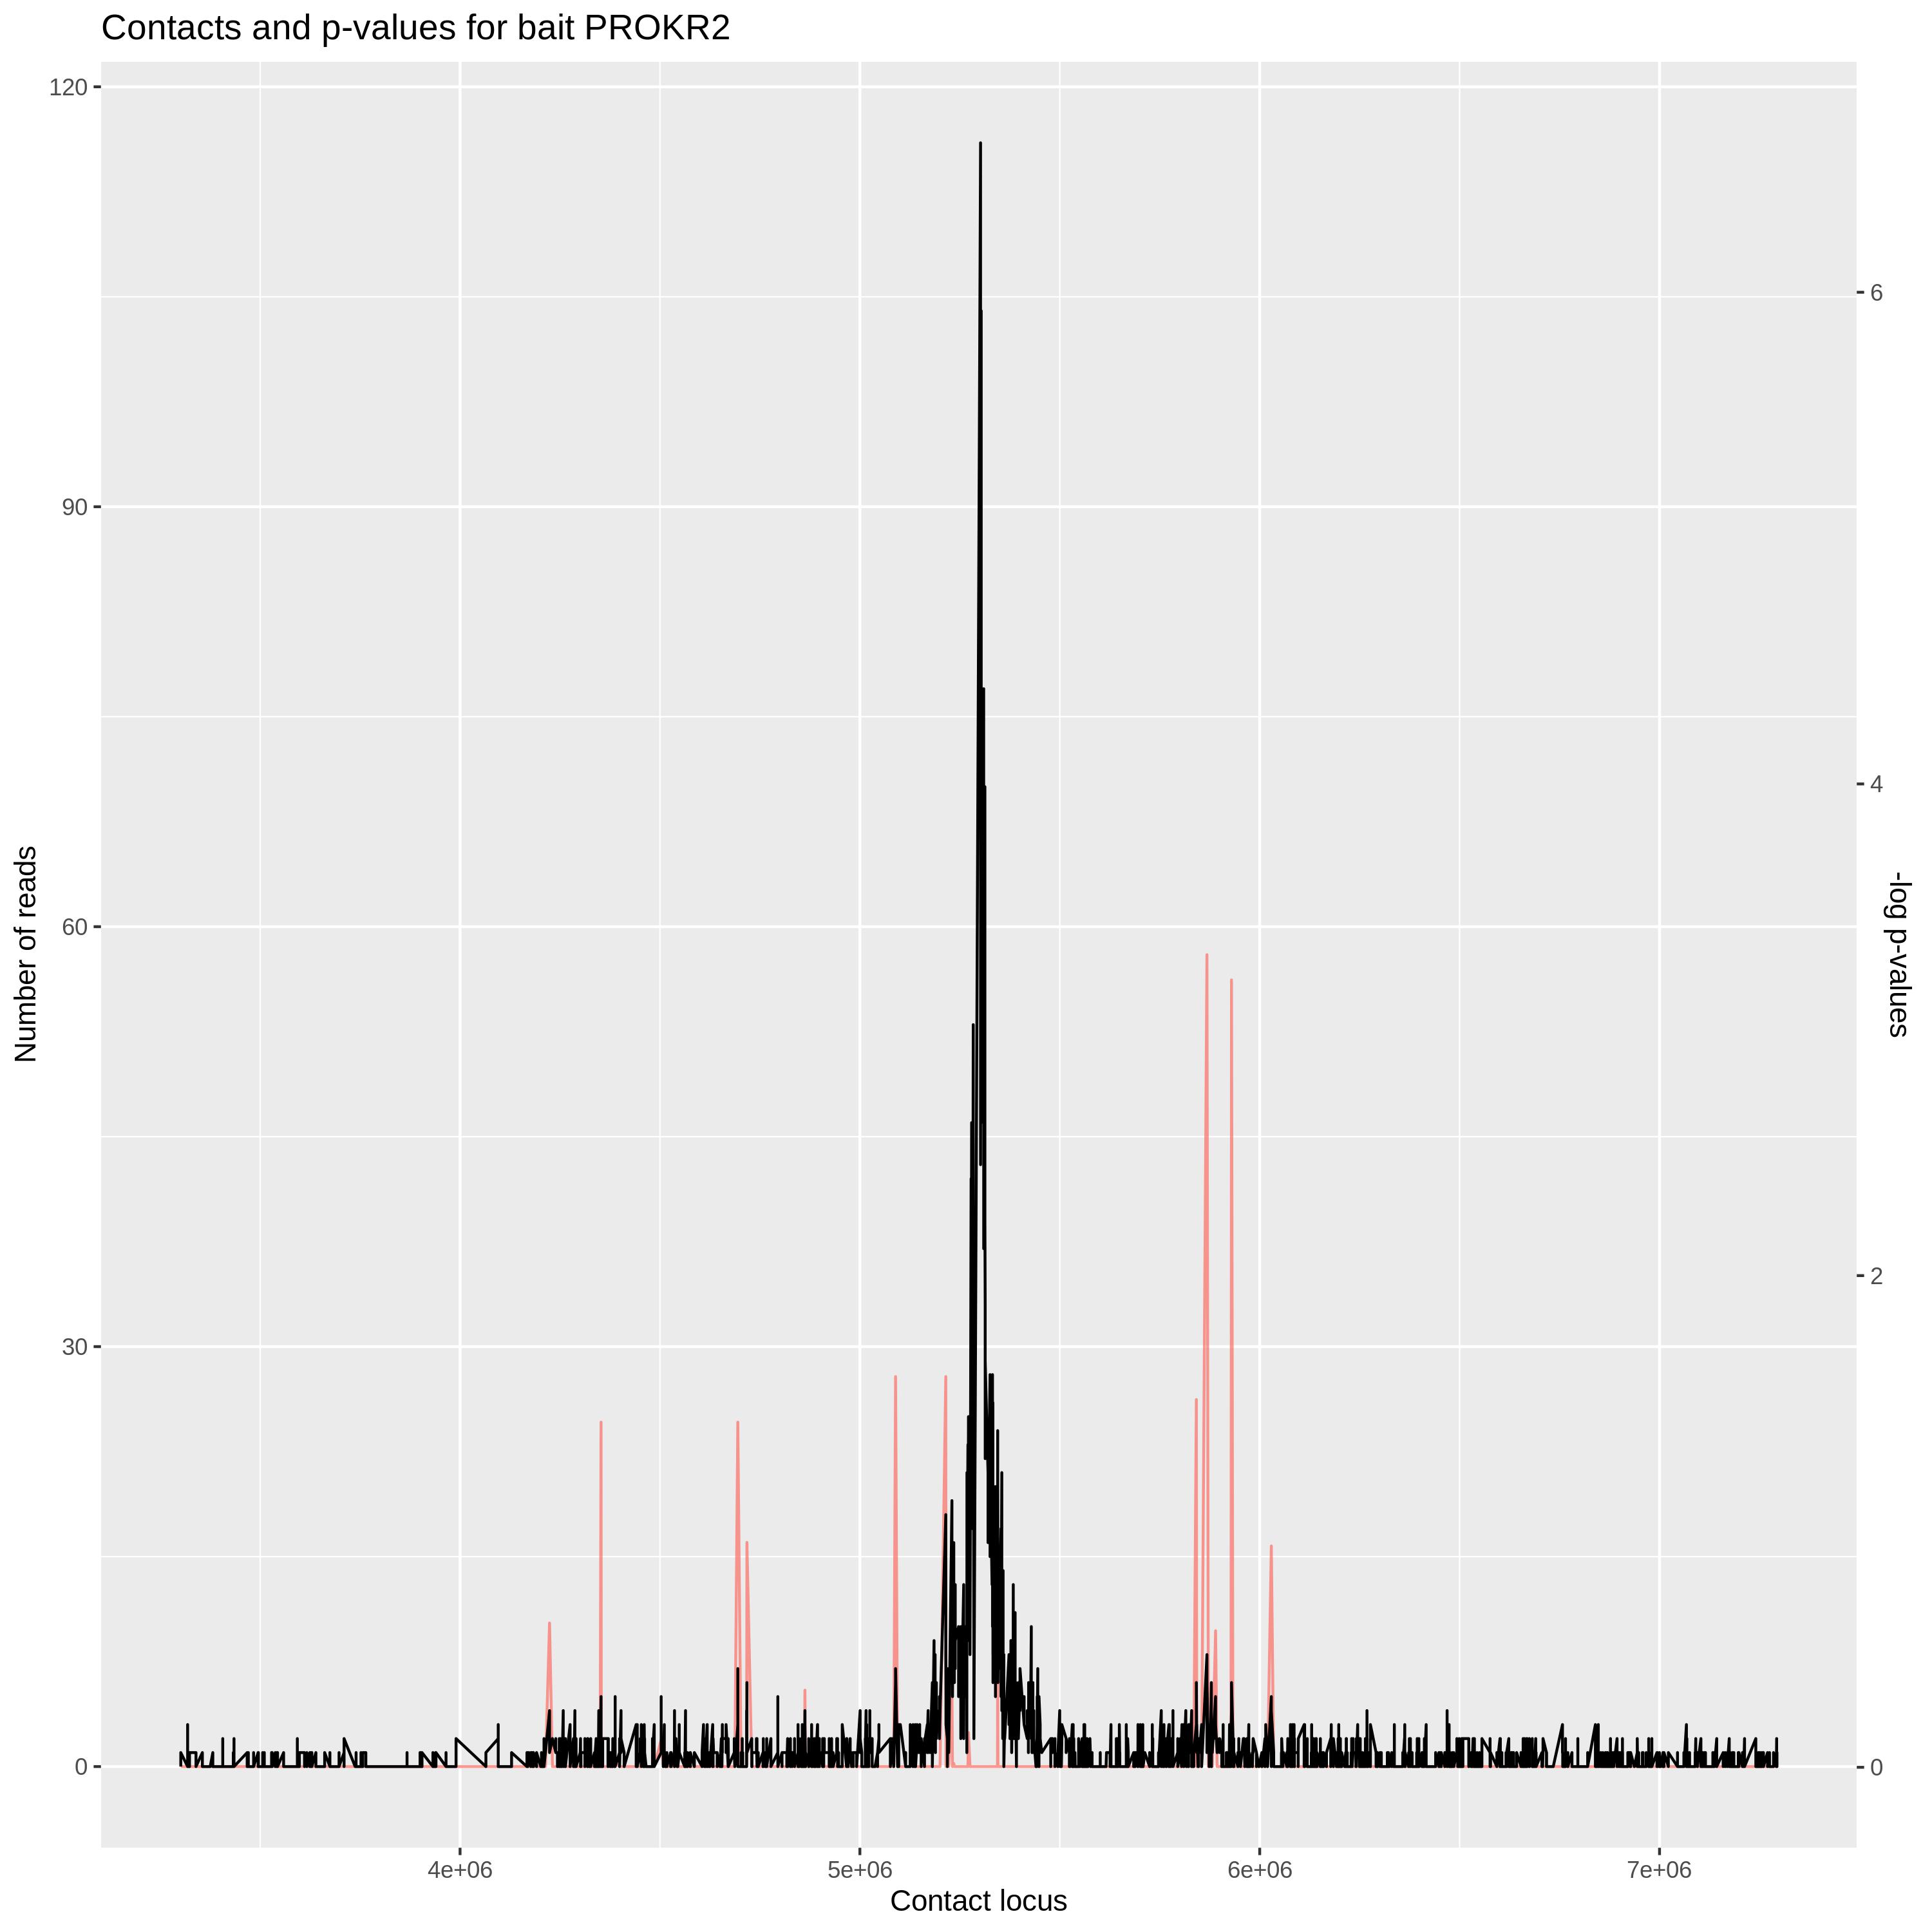 Contacts and p-values for bait PROKR2
120
90
60
30
0
Number of reads
6
4
2
0
-log p-values
4e+06
5e+06
6e+06
7e+06
Contact locus